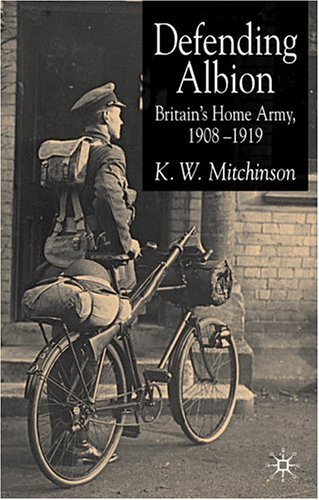 Defending
Albion
Britain's Home Army,
1908–1919
K. W. Mitchinson